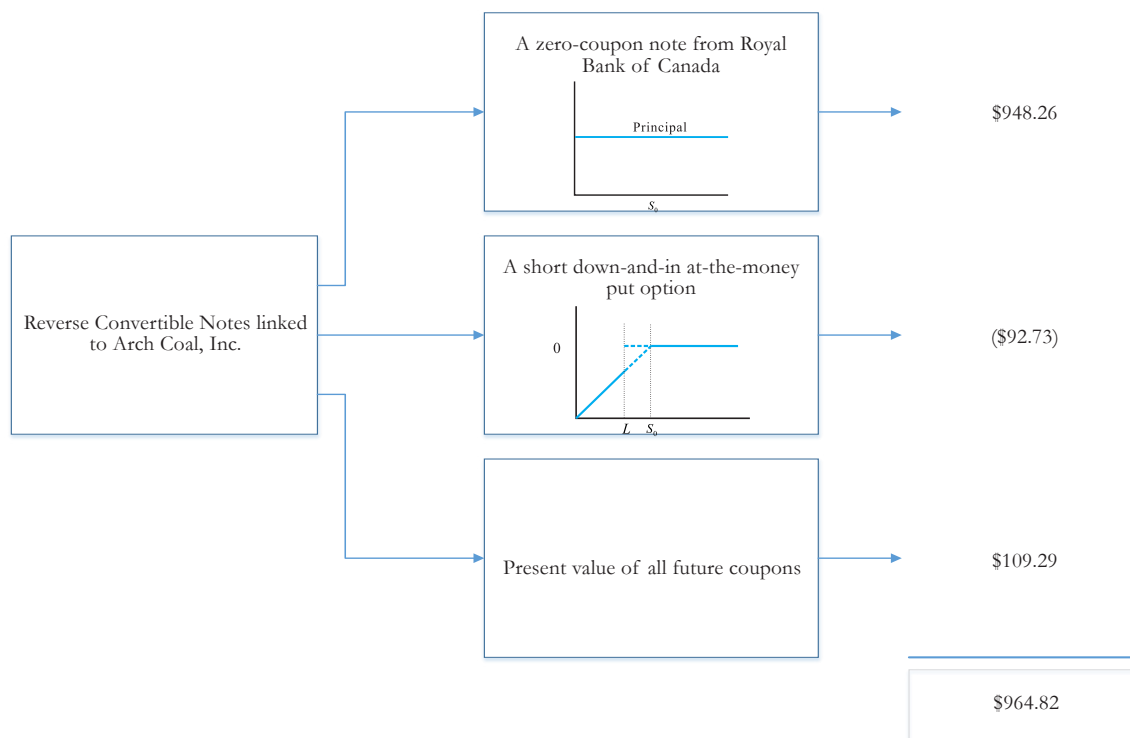 A zero-coupon note from Royal
Bank of Canada
Principal
S₀
$948.26
Reverse Convertible Notes linked
to Arch Coal, Inc.
A short down-and-in at-the-money
put option
0
L S₀
($92.73)
Present value of all future coupons
$109.29
$964.82